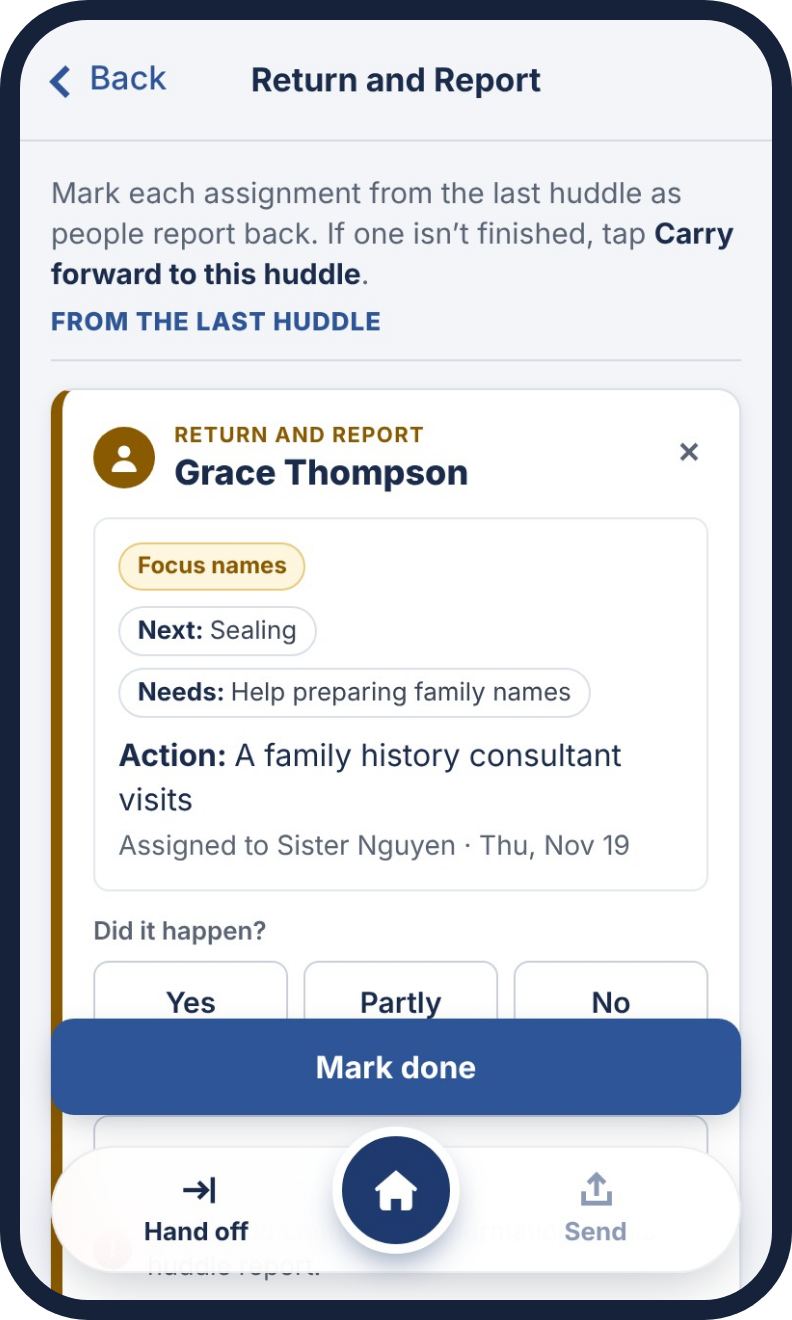 Back
Return and Report
Mark each assignment from the last huddle as
people report back. If one isn’t finished, tap Carry
forward to this huddle.
FROM THE LAST HUDDLE
RETURN AND REPORT
Grace Thompson
Focus names
Next: Sealing
Needs: Help preparing family names
Action: A family history consultant
visits
Assigned to Sister Nguyen · Thu, Nov 19
Did it happen?
Yes
Partly
No
Mark done
Hand off
Send
huddle report.